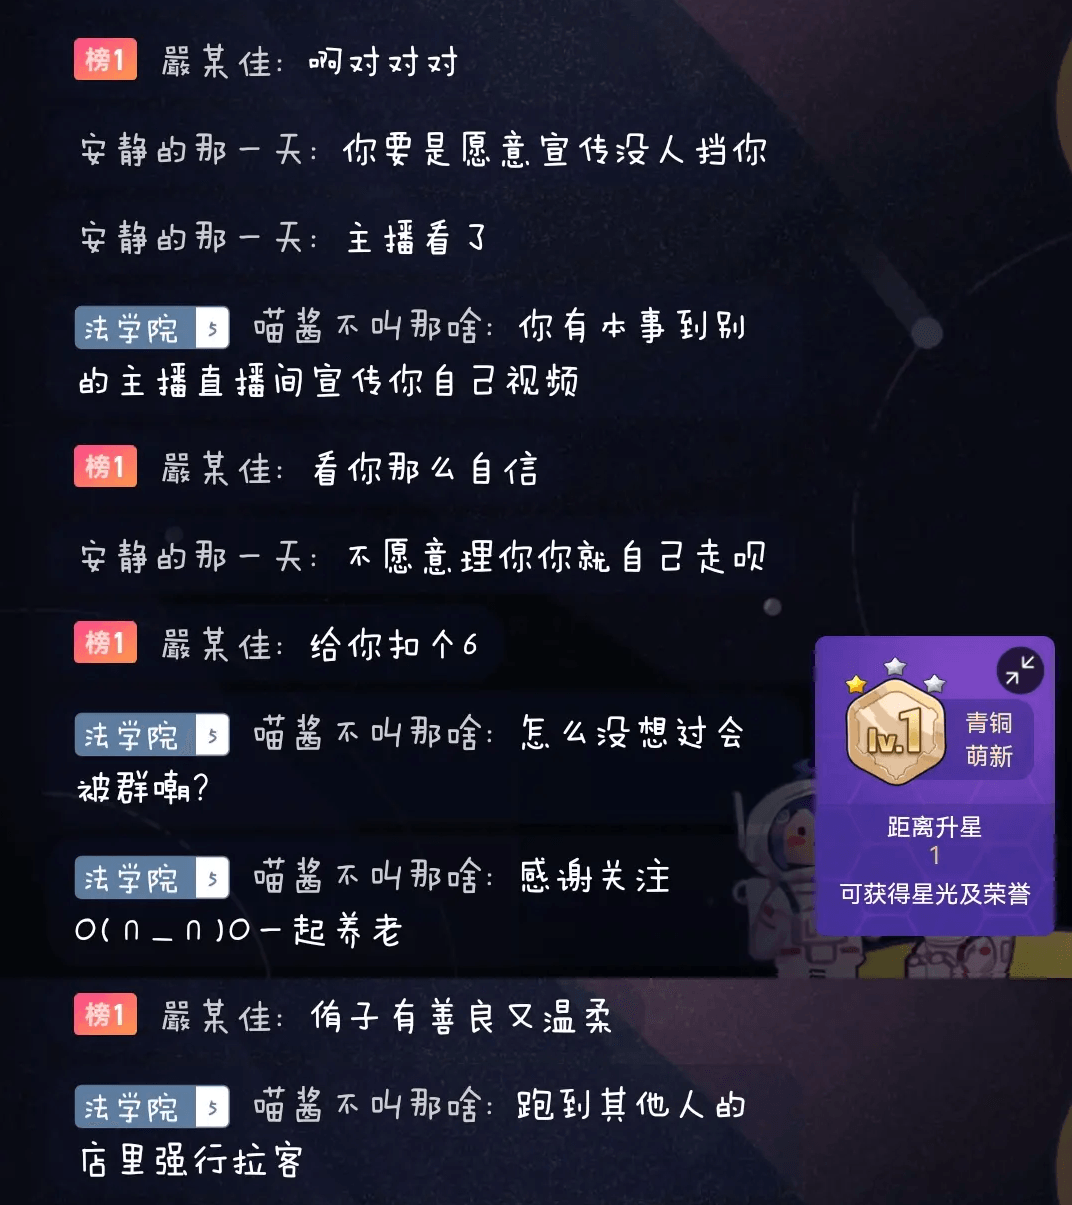 榜1 嚴某佳：啊对对对
安静的那一天：你要是愿意宣传没人挡你
安静的那一天：主播看了
法学院 5 喵酱不叫那啥：你有本事到别
的主播直播间宣传你自己视频
榜1 嚴某佳：看你那么自信
安静的那一天：不愿意理你你就自己走呗
榜1 嚴某佳：给你扣个6
法学院 5 喵酱不叫那啥：怎么没想过会
被群嘲？
法学院 5 喵酱不叫那啥：感谢关注
O(∩_∩)O一起养老
lv.1
青铜
萌新
距离升星
1
可获得星光及荣誉
榜1 嚴某佳：侑子有善良又温柔
法学院 5 喵酱不叫那啥：跑到其他人的
店里强行拉客